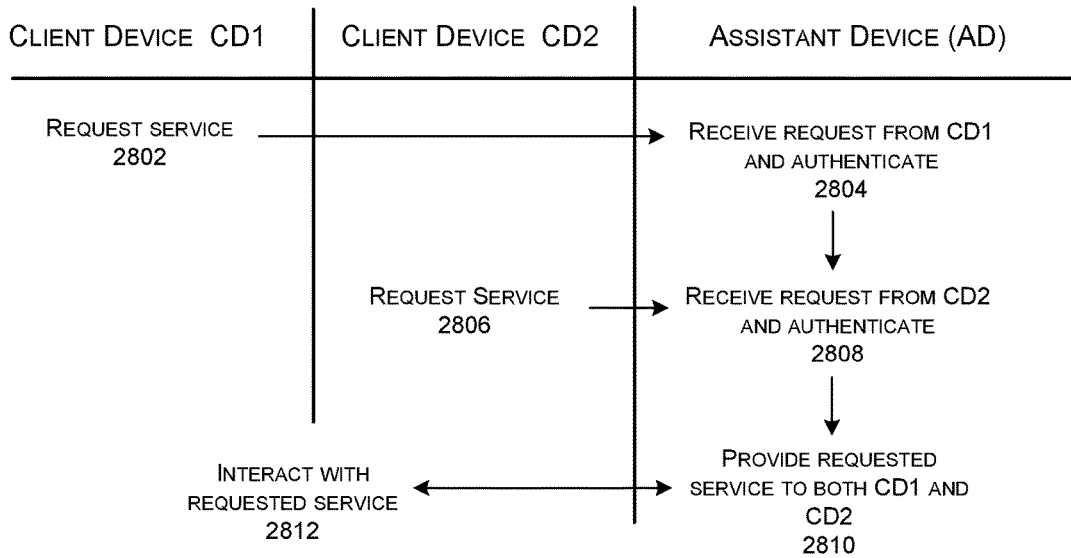 CLIENT DEVICE CD1
CLIENT DEVICE CD2
ASSISTANT DEVICE (AD)
REQUEST SERVICE
2802
RECEIVE REQUEST FROM CD1
AND AUTHENTICATE
2804
REQUEST SERVICE
2806
RECEIVE REQUEST FROM CD2
AND AUTHENTICATE
2808
INTERACT WITH
REQUESTED SERVICE
2812
PROVIDE REQUESTED
SERVICE TO BOTH CD1 AND
CD2
2810